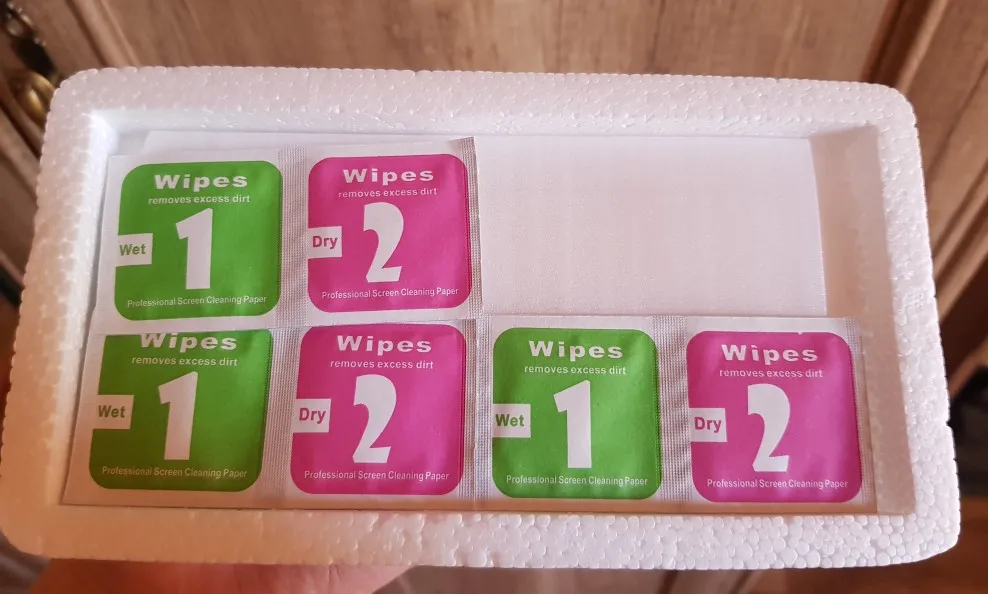 Wipes
removes excess dirt
Wet
1
Professional Screen Cleaning Paper
Wipes
removes excess dirt
Dry
2
Professional Screen Cleaning Paper
Wipes
removes excess dirt
Wet
1
Professional Screen Cleaning Paper
Wipes
removes excess dirt
Dry
2
Professional Screen Cleaning Paper
Wipes
removes excess dirt
Wet
1
Professional Screen Cleaning Paper
Wipes
removes excess dirt
Dry
2
Professional Screen Cleaning Paper